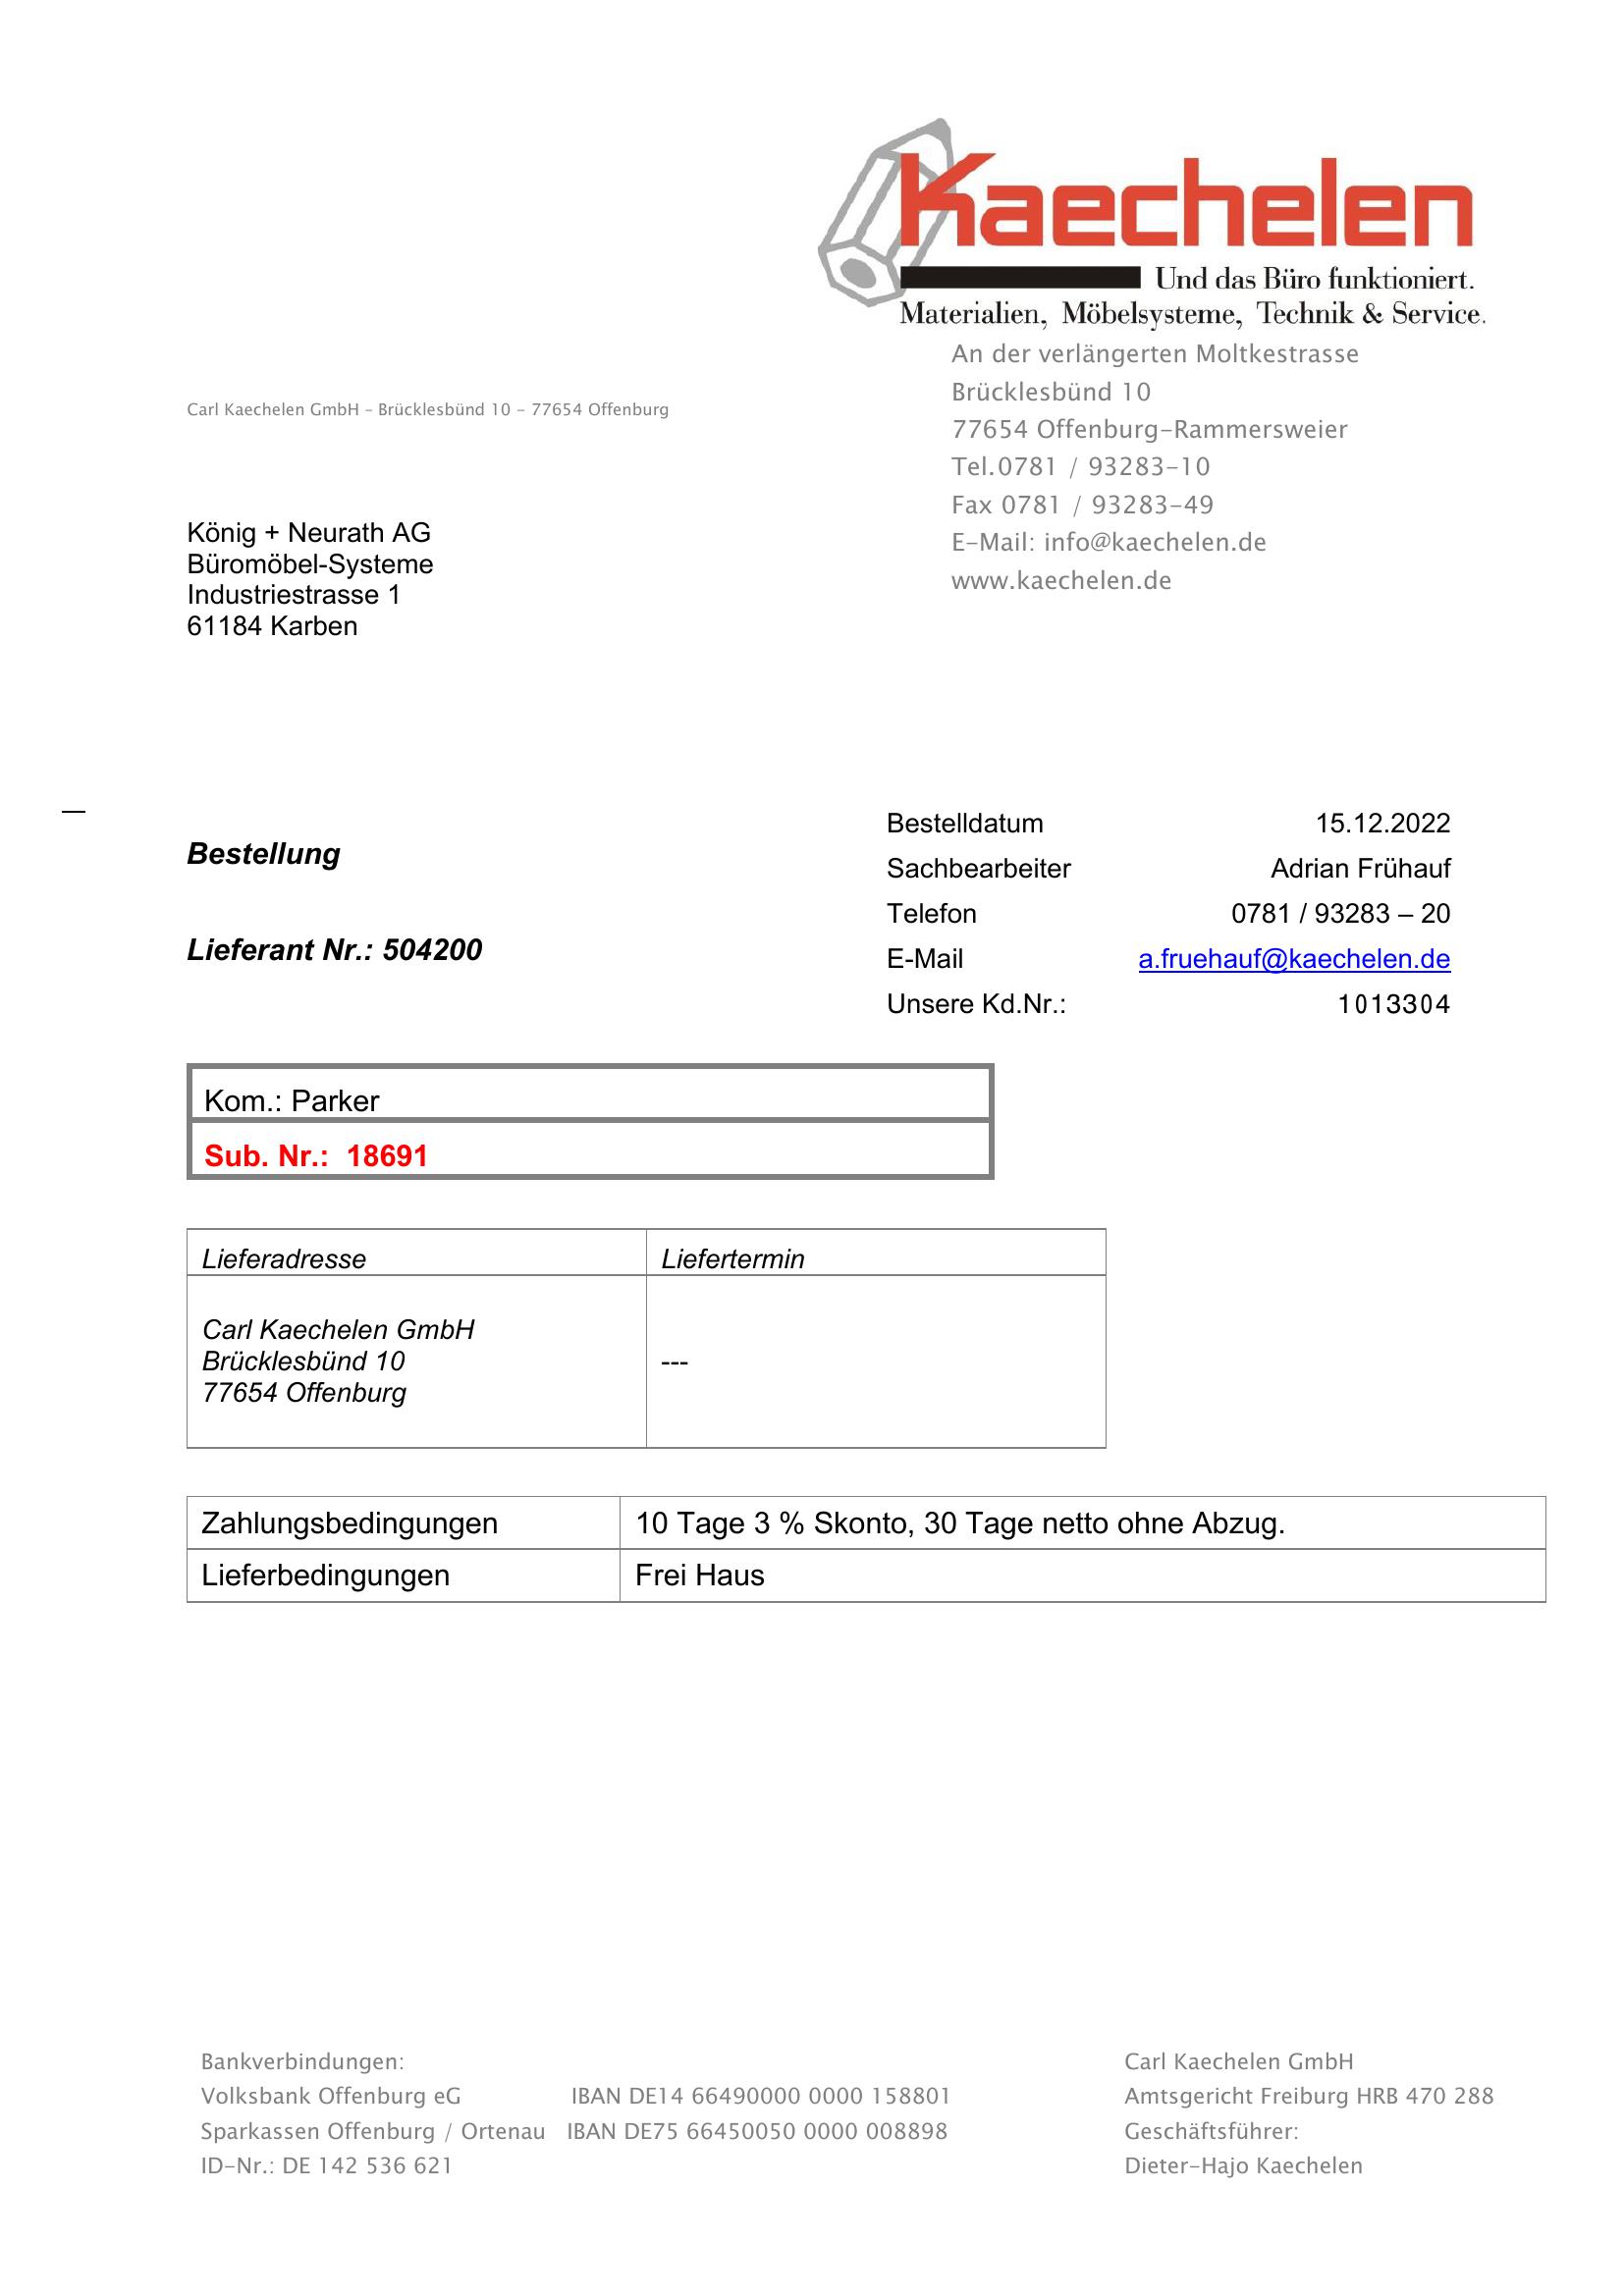 Kaechelen
Und das Büro funktioniert.
Materialien, Möbelsysteme, Technik & Service.
An der verlängerten Moltkestrasse
Brücklesbünd 10
77654 Offenburg-Rammersweier
Tel.0781 / 93283-10
Fax 0781 / 93283-49
E-Mail: info@kaechelen.de
www.kaechelen.de
Carl Kaechelen GmbH – Brücklesbünd 10 – 77654 Offenburg
König + Neurath AG
Büromöbel-Systeme
Industriestrasse 1
61184 Karben
Bestellung
Lieferant Nr.: 504200
Bestelldatum 15.12.2022
Sachbearbeiter Adrian Frühauf
Telefon 0781 / 93283 – 20
E-Mail a.fruehauf@kaechelen.de
Unsere Kd.Nr.: 1013304
Kom.: Parker
Sub. Nr.: 18691
Lieferadresse Liefertermin
Carl Kaechelen GmbH
Brücklesbünd 10 ---
77654 Offenburg
Zahlungsbedingungen 10 Tage 3 % Skonto, 30 Tage netto ohne Abzug.
Lieferbedingungen Frei Haus
Bankverbindungen:
Volksbank Offenburg eG IBAN DE14 66490000 0000 158801
Sparkassen Offenburg / Ortenau IBAN DE75 66450050 0000 008898
ID-Nr.: DE 142 536 621
Carl Kaechelen GmbH
Amtsgericht Freiburg HRB 470 288
Geschäftsführer:
Dieter-Hajo Kaechelen